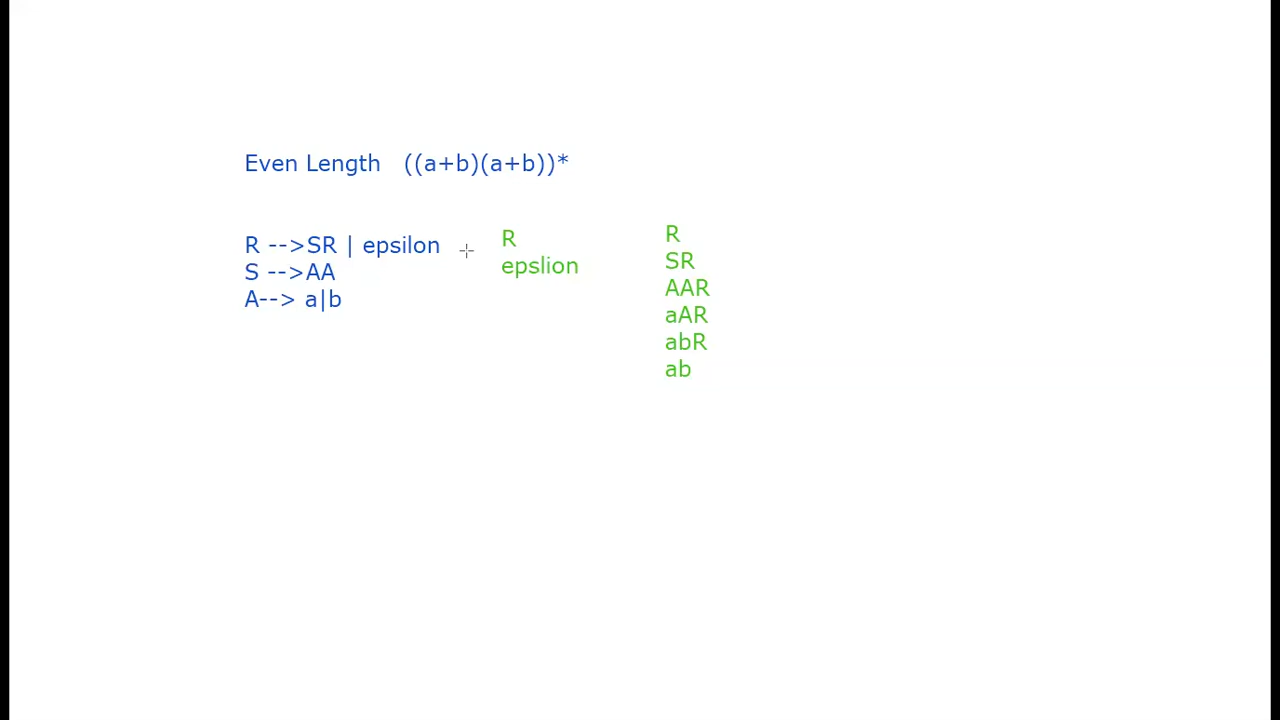 Even Length   ((a+b)(a+b))*
R -->SR | epsilon
S -->AA
A--> a|b
R
epslion
R
SR
AAR
aAR
abR
ab